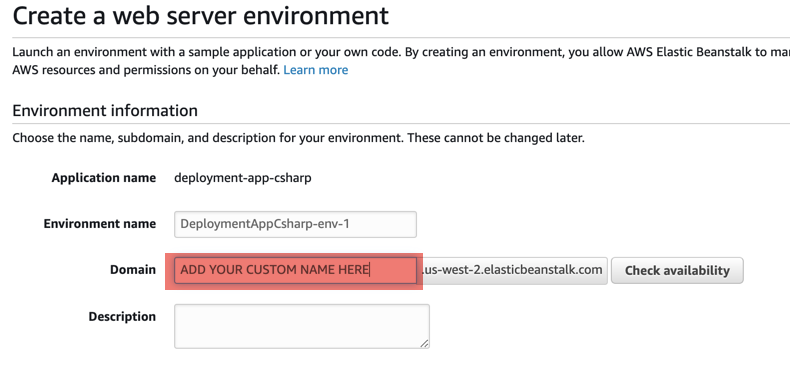 Create a web server environment
Launch an environment with a sample application or your own code. By creating an environment, you allow AWS Elastic Beanstalk to
AWS resources and permissions on your behalf. Learn more
Environment information
Choose the name, subdomain, and description for your environment. These cannot be changed later.
Application name deployment-app-csharp
Environment name DeploymentAppCsharp-env-1
Domain ADD YOUR CUSTOM NAME HERE .us-west-2.elasticbeanstalk.com Check availability
Description